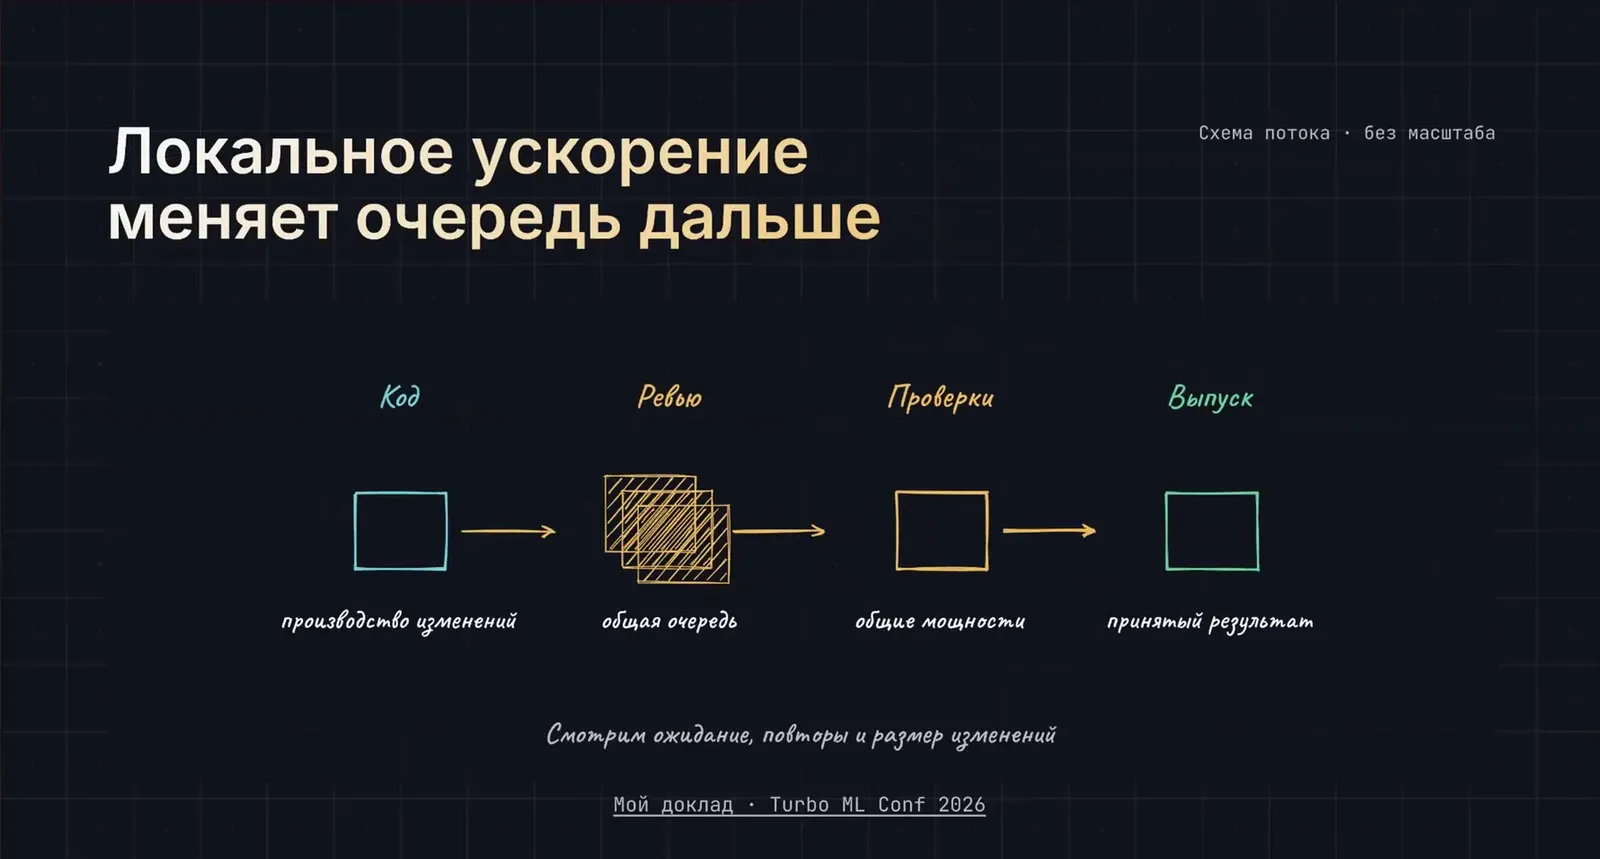 Локальное ускорение
меняет очередь дальше
Схема потока · без масштаба
Код
Ревью
Проверки
Выпуск
производство изменений
общая очередь
общие мощности
принятый результат
Смотрим ожидание, повторы и размер изменений
Мой доклад · Turbo ML Conf 2026